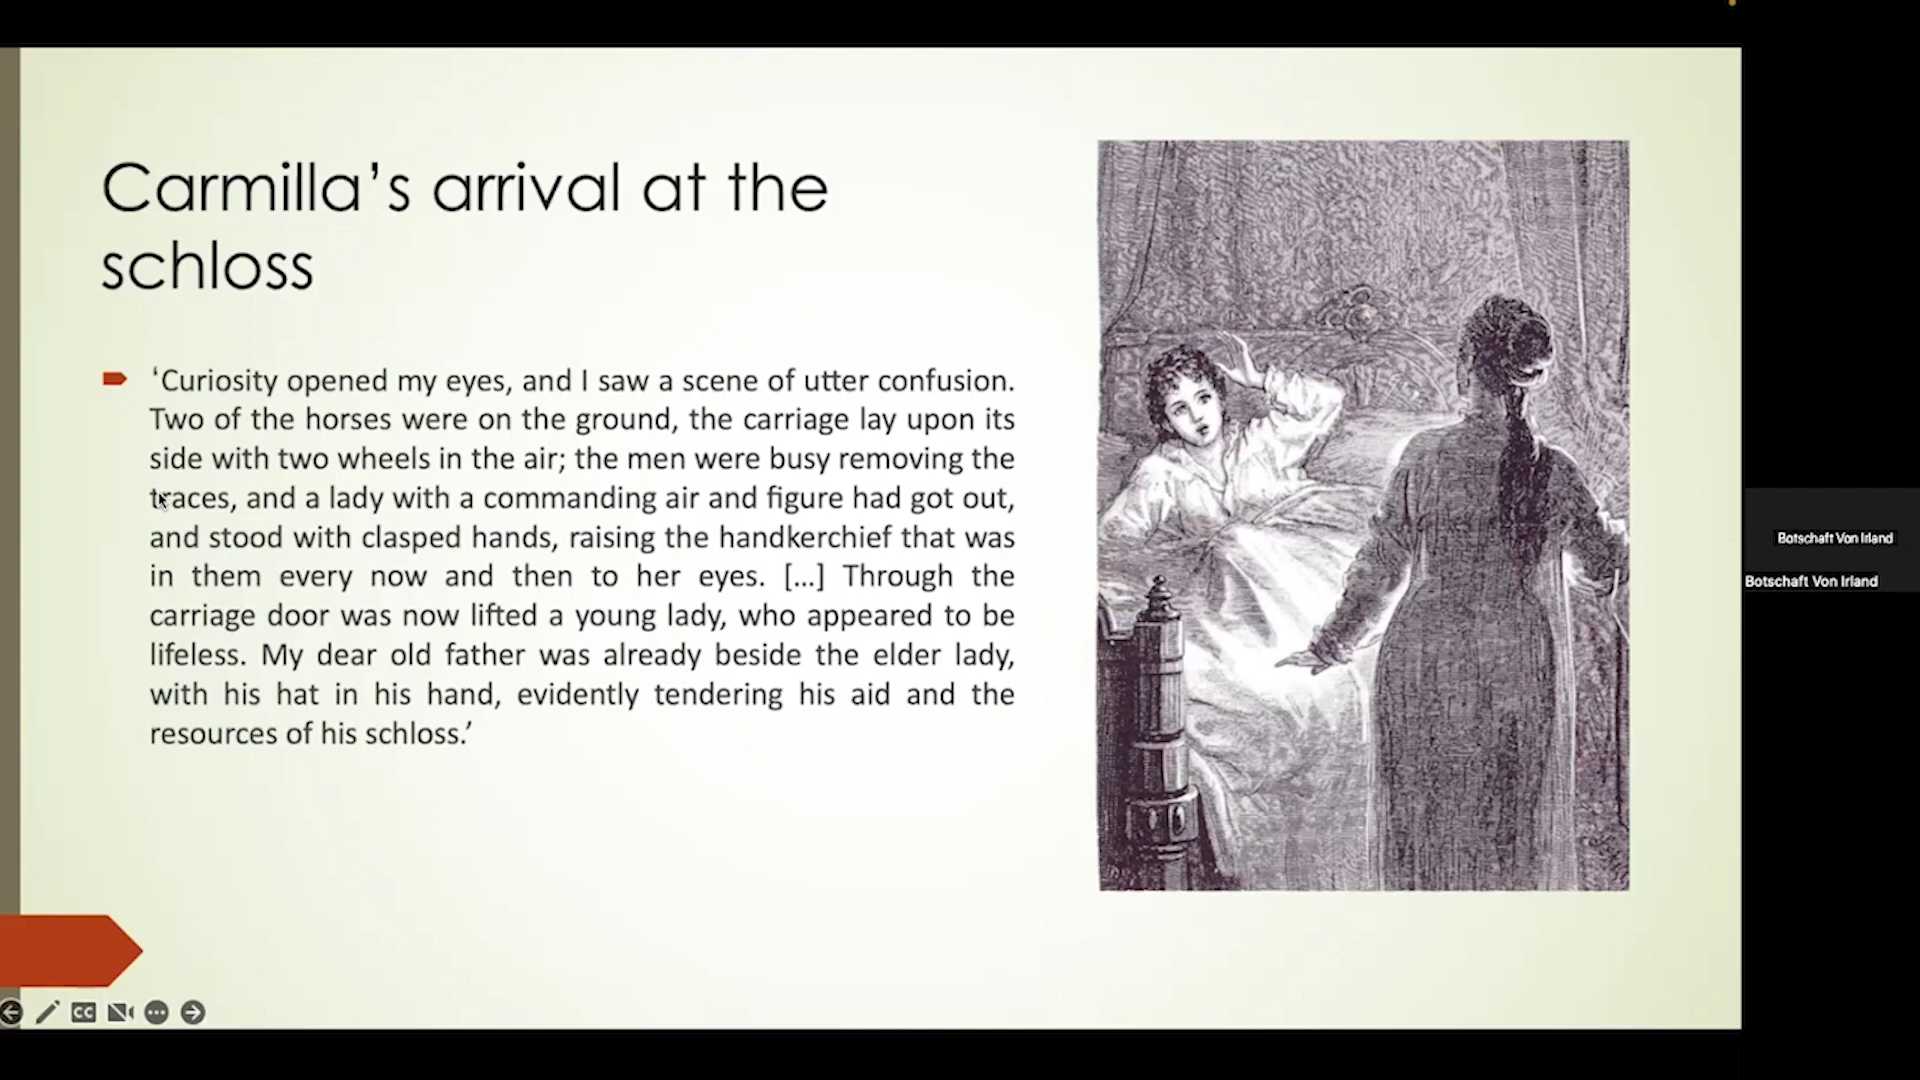 Carmilla’s arrival at the
schloss
‘Curiosity opened my eyes, and I saw a scene of utter confusion.
Two of the horses were on the ground, the carriage lay upon its
side with two wheels in the air; the men were busy removing the
traces, and a lady with a commanding air and figure had got out,
and stood with clasped hands, raising the handkerchief that was
in them every now and then to her eyes. […] Through the
carriage door was now lifted a young lady, who appeared to be
lifeless. My dear old father was already beside the elder lady,
with his hat in his hand, evidently tendering his aid and the
resources of his schloss.’
CC
Botschaft Von Irland
Botschaft Von Irland